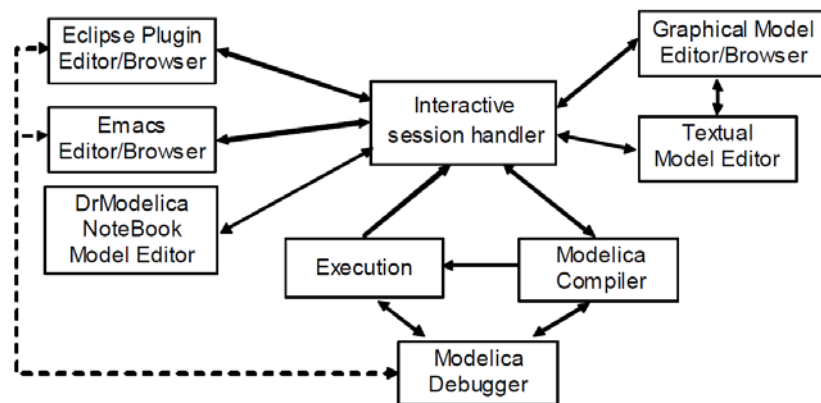 Eclipse Plugin
Editor/Browser
Emacs
Editor/Browser
DrModelica
NoteBook
Model Editor
Interactive
session handler
Graphical Model
Editor/Browser
Textual
Model Editor
Execution
Modelica
Compiler
Modelica
Debugger